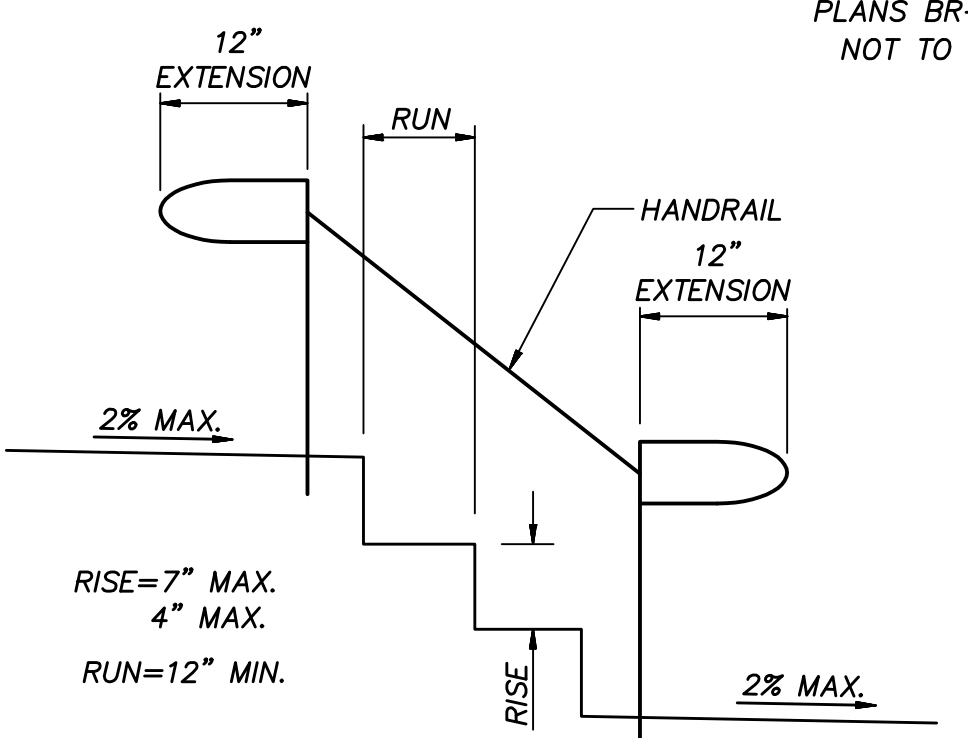 PLANS BR-
NOT TO
12”
EXTENSION
RUN
HANDRAIL
12”
EXTENSION
2% MAX.
RISE=7” MAX.
4” MAX.
RUN=12” MIN.
RISE
2% MAX.